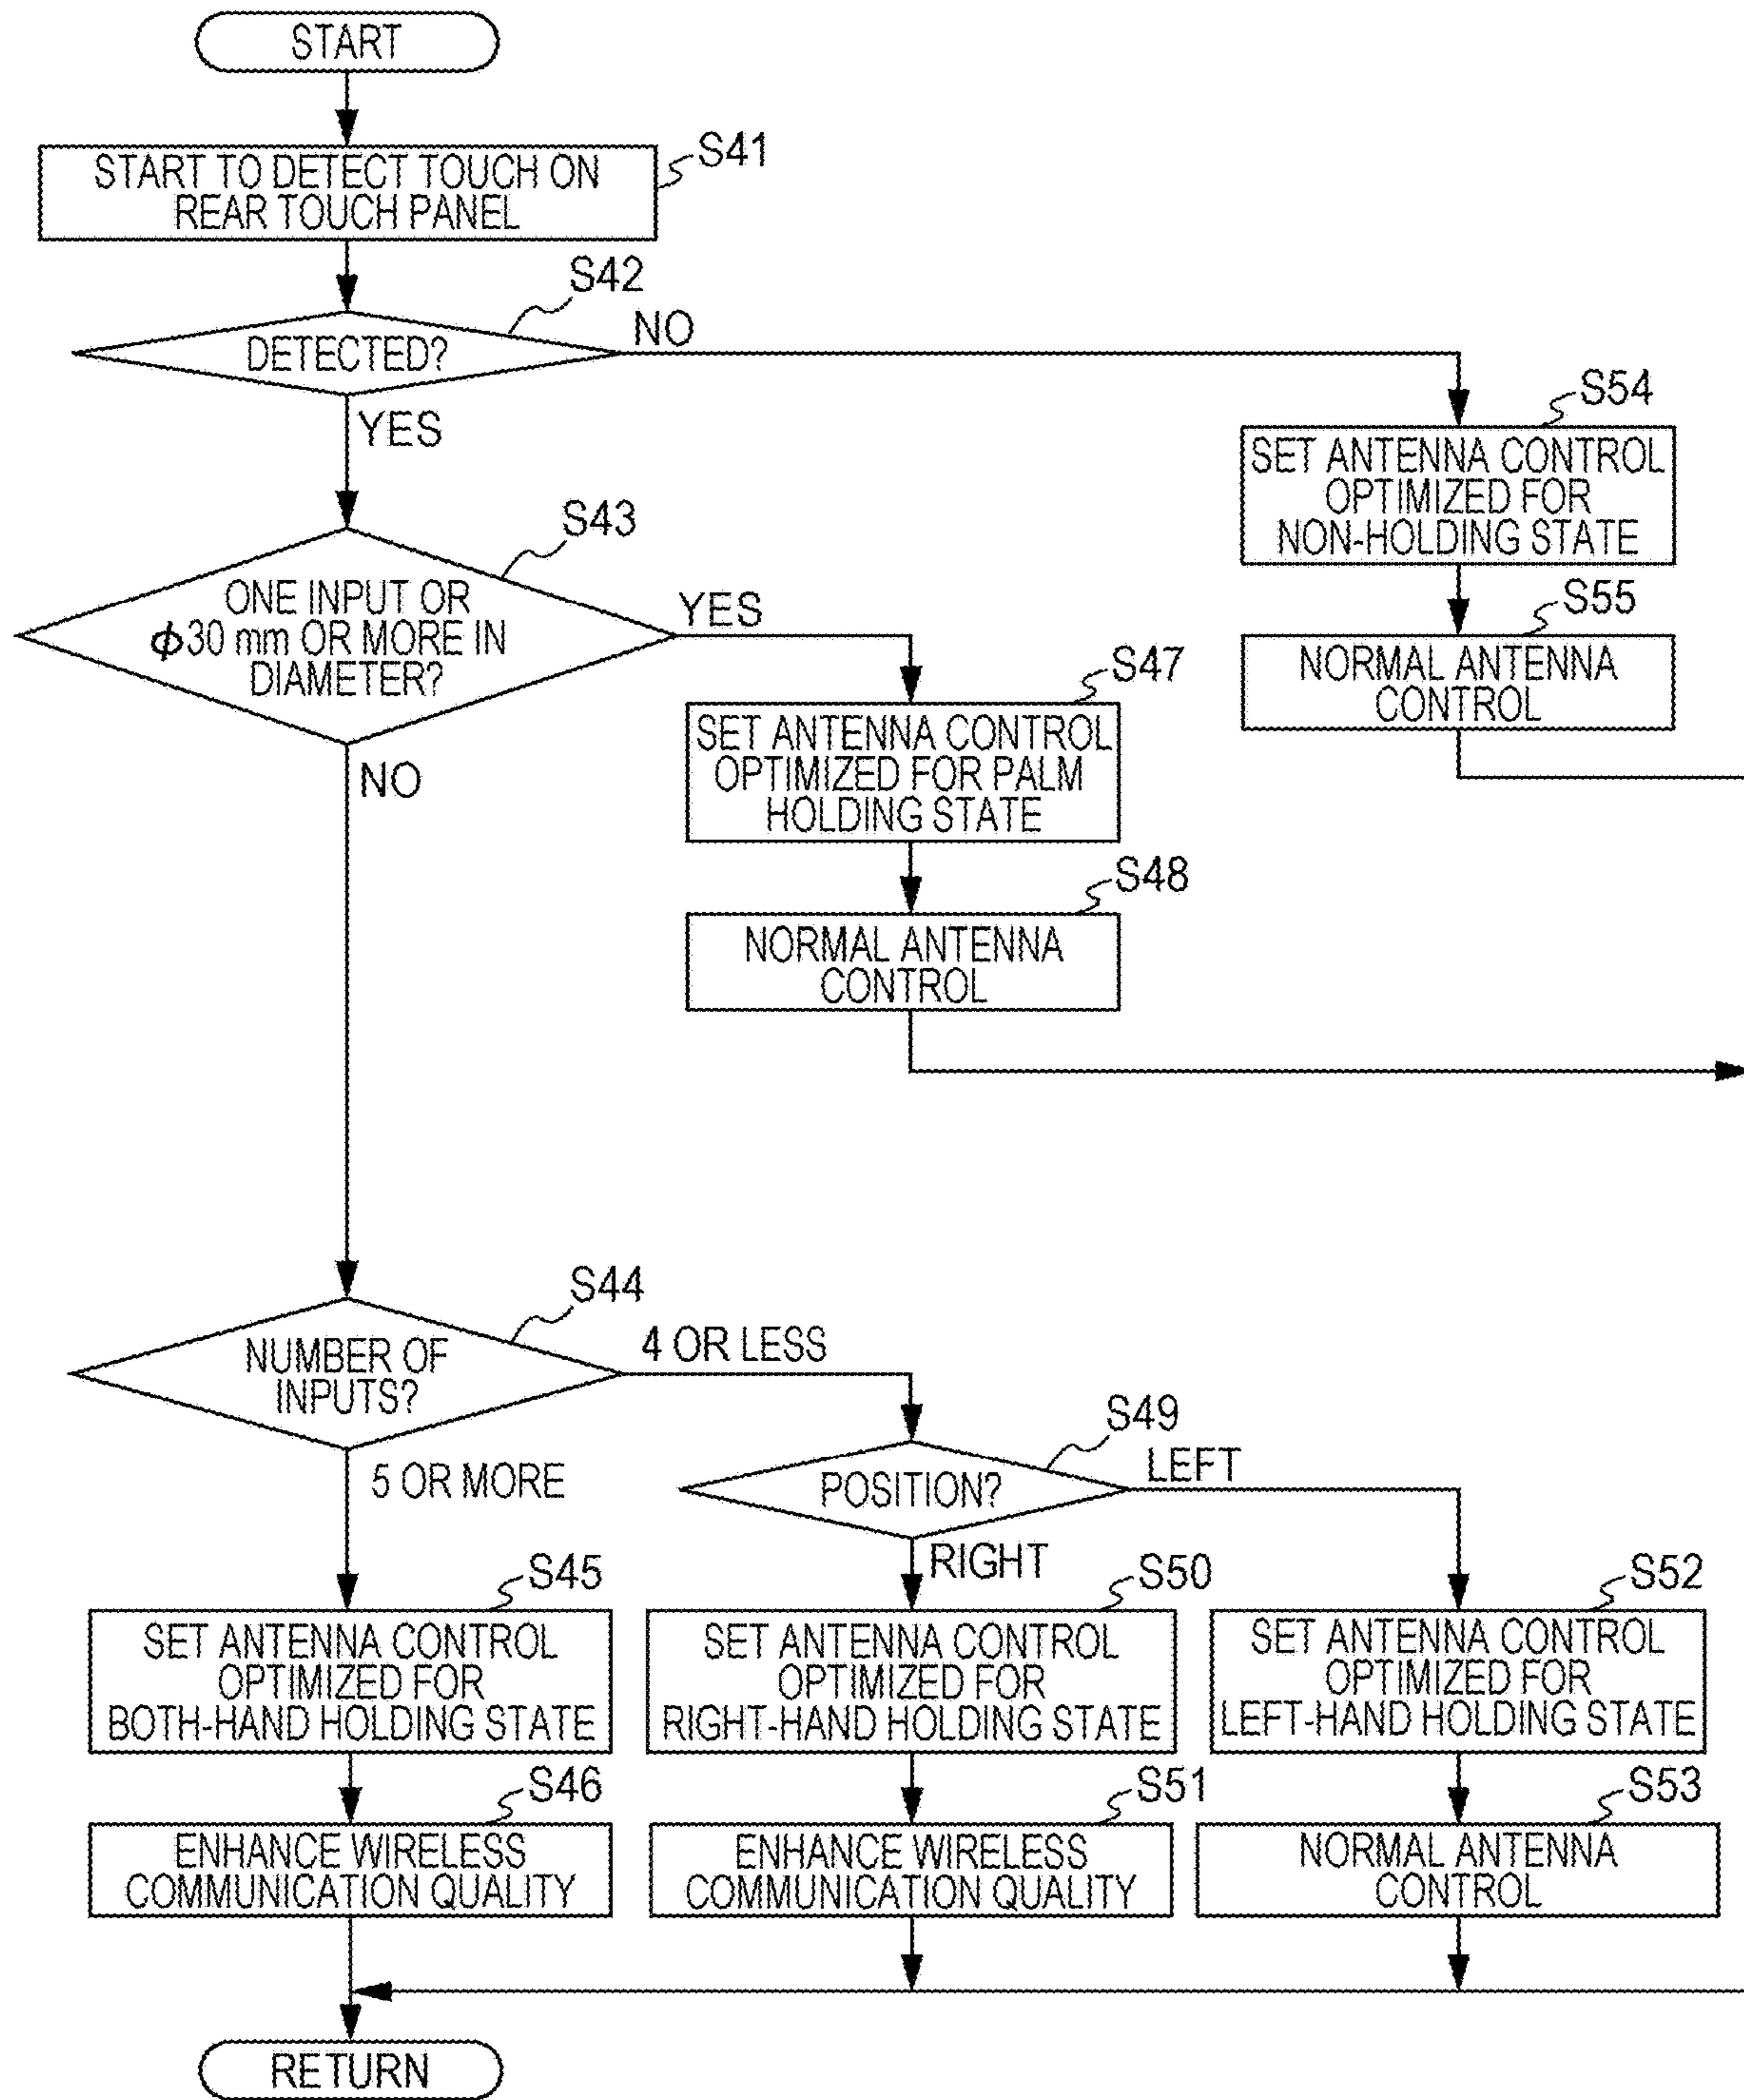 START
START TO DETECT TOUCH ON
REAR TOUCH PANEL
S41
DETECTED?
S42
NO
YES
SET ANTENNA CONTROL
OPTIMIZED FOR
NON-HOLDING STATE
S54
NORMAL ANTENNA
CONTROL
S55
ONE INPUT OR
ϕ30 mm OR MORE IN
DIAMETER?
S43
YES
NO
SET ANTENNA CONTROL
OPTIMIZED FOR PALM
HOLDING STATE
S47
NORMAL ANTENNA
CONTROL
S48
NUMBER OF
INPUTS?
S44
4 OR LESS
5 OR MORE
POSITION?
S49
LEFT
RIGHT
SET ANTENNA CONTROL
OPTIMIZED FOR
BOTH-HAND HOLDING STATE
S45
SET ANTENNA CONTROL
OPTIMIZED FOR
RIGHT-HAND HOLDING STATE
S50
SET ANTENNA CONTROL
OPTIMIZED FOR
LEFT-HAND HOLDING STATE
S52
ENHANCE WIRELESS
COMMUNICATION QUALITY
S46
ENHANCE WIRELESS
COMMUNICATION QUALITY
S51
NORMAL ANTENNA
CONTROL
S53
RETURN